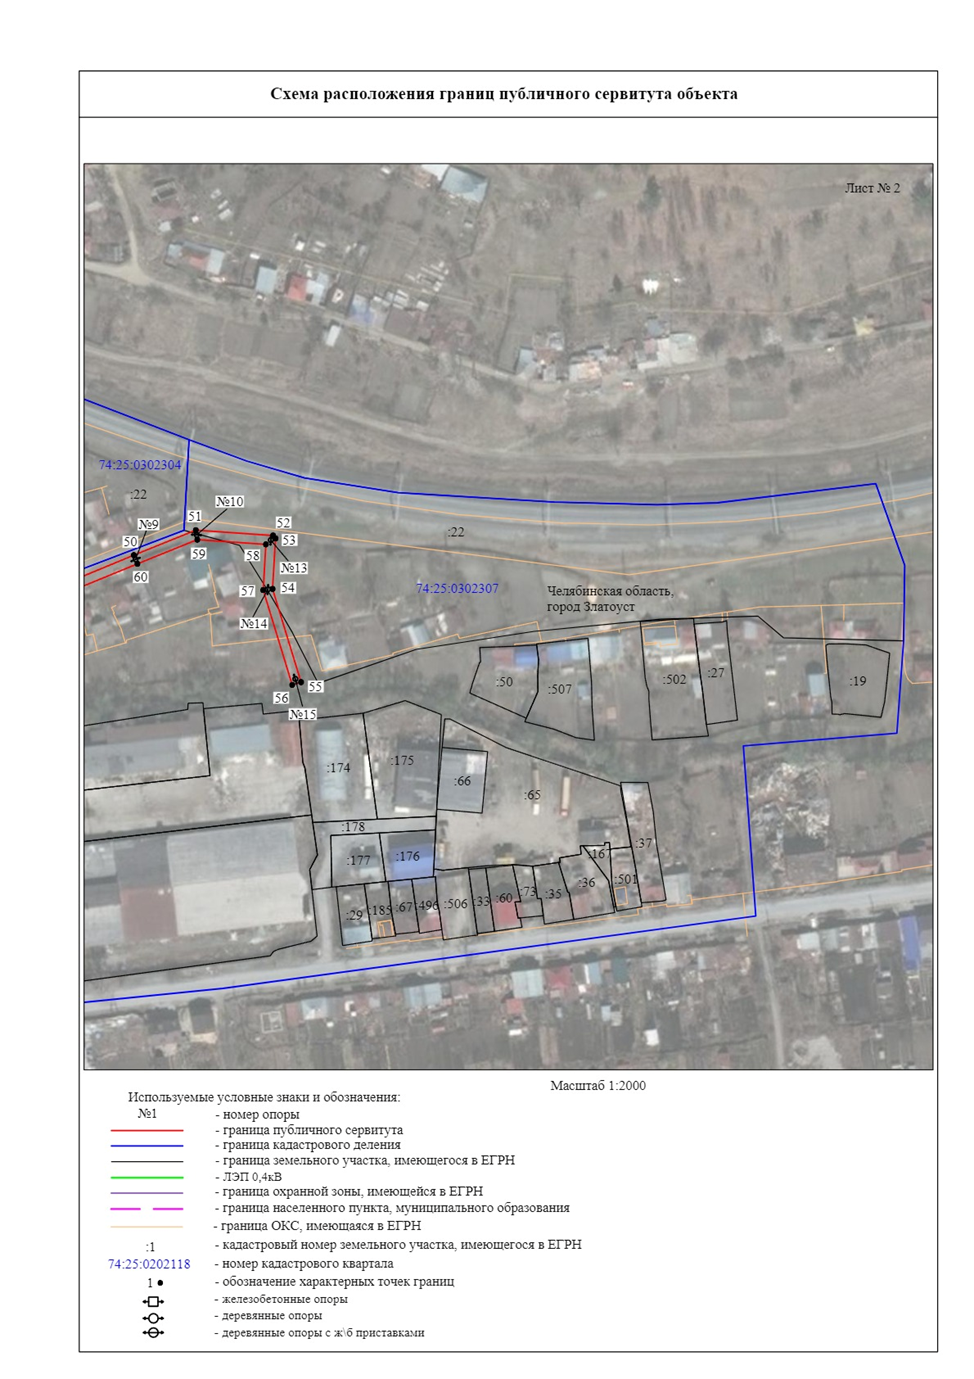 Схема расположения границ публичного сервитута объекта
Лист № 2
74:25:0302304
:22
№10
51
№9
50
59
60
52
53
58
№13
57
54
№14
55
56
№15
:22
74:25:0302307
Челябинская область,
город Златоуст
:50
:507
:502
:27
:19
:174
:175
:66
:65
:178
:177
:176
:37
:16
:36
:501
:29
:185
:67
:496
:506
:33
:60
:73
:35
Масштаб 1:2000
Используемые условные знаки и обозначения:
№1 - номер опоры
- граница публичного сервитута
- граница кадастрового деления
- граница земельного участка, имеющегося в ЕГРН
- ЛЭП 0,4кВ
- граница охранной зоны, имеющейся в ЕГРН
- граница населенного пункта, муниципального образования
- граница ОКС, имеющаяся в ЕГРН
:1 - кадастровый номер земельного участка, имеющегося в ЕГРН
74:25:0202118 - номер кадастрового квартала
1 - обозначение характерных точек границ
- железобетонные опоры
- деревянные опоры
- деревянные опоры с ж\б приставками